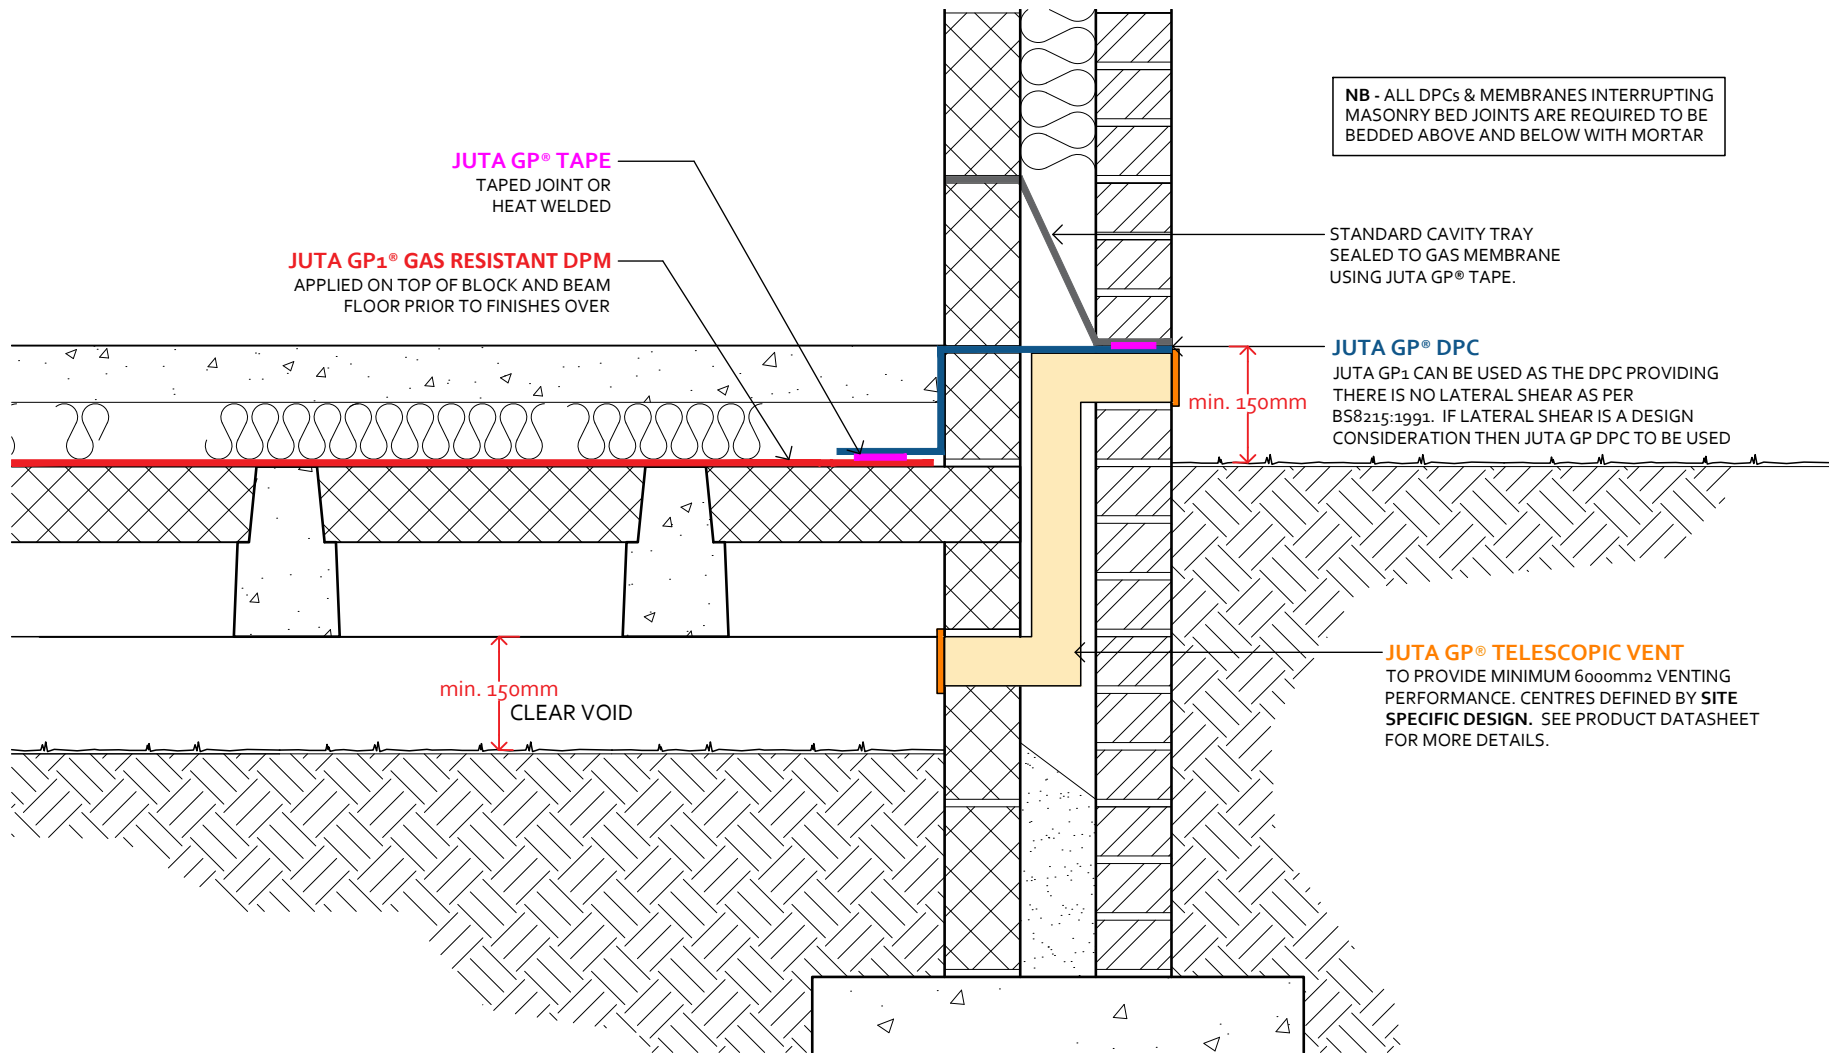 NB - ALL DPCs & MEMBRANES INTERRUPTING
MASONRY BED JOINTS ARE REQUIRED TO BE
BEDDED ABOVE AND BELOW WITH MORTAR
JUTA GP® TAPE
TAPED JOINT OR
HEAT WELDED
JUTA GP1® GAS RESISTANT DPM
APPLIED ON TOP OF BLOCK AND BEAM
FLOOR PRIOR TO FINISHES OVER
STANDARD CAVITY TRAY
SEALED TO GAS MEMBRANE
USING JUTA GP® TAPE.
JUTA GP® DPC
JUTA GP1 CAN BE USED AS THE DPC PROVIDING
THERE IS NO LATERAL SHEAR AS PER
BS8215:1991. IF LATERAL SHEAR IS A DESIGN
CONSIDERATION THEN JUTA GP DPC TO BE USED
min. 150mm
JUTA GP® TELESCOPIC VENT
TO PROVIDE MINIMUM 6000mm2 VENTING
PERFORMANCE. CENTRES DEFINED BY SITE
SPECIFIC DESIGN. SEE PRODUCT DATASHEET
FOR MORE DETAILS.
min. 150mm
CLEAR VOID